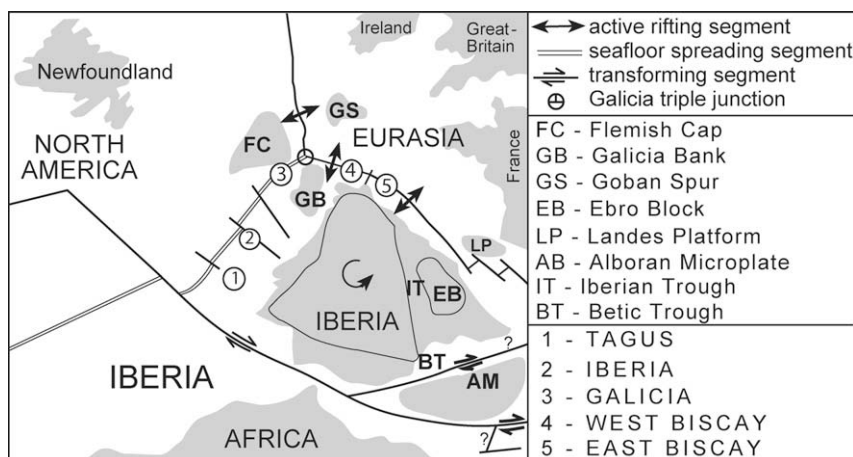 Ireland
Great-
Britain
Newfoundland
GS
EURASIA
FC
NORTH
AMERICA
France
3
4
5
GB
2
LP
1
IT
EB
IBERIA
?
BT
IBERIA
AM
?
AFRICA
active rifting segment
seafloor spreading segment
transforming segment
Galicia triple junction
FC - Flemish Cap
GB - Galicia Bank
GS - Goban Spur
EB - Ebro Block
LP - Landes Platform
AB - Alboran Microplate
IT - Iberian Trough
BT - Betic Trough
1 - TAGUS
2 - IBERIA
3 - GALICIA
4 - WEST BISCAY
5 - EAST BISCAY